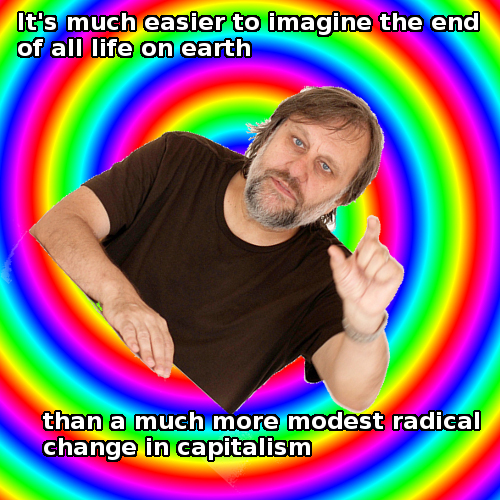 It's much easier to imagine the end
of all life on earth
than a much more modest radical
change in capitalism